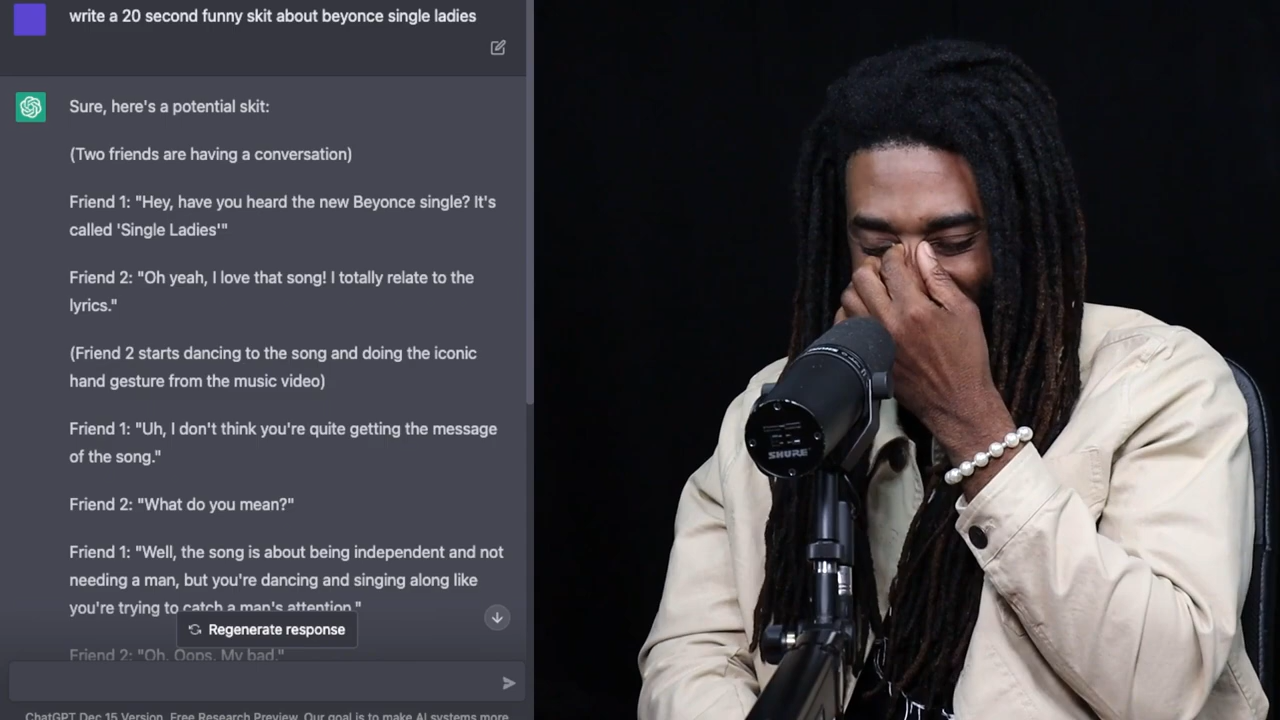 write a 20 second funny skit about beyonce single ladies
Sure, here's a potential skit:
(Two friends are having a conversation)
Friend 1: "Hey, have you heard the new Beyonce single? It's
called 'Single Ladies'"
Friend 2: "Oh yeah, I love that song! I totally relate to the
lyrics."
(Friend 2 starts dancing to the song and doing the iconic
hand gesture from the music video)
Friend 1: "Uh, I don't think you're quite getting the message
of the song."
Friend 2: "What do you mean?"
Friend 1: "Well, the song is about being independent and not
needing a man, but you're dancing and singing along like
you're trying to catch a man's attention."
Regenerate response
Friend 2: "Oh. Oops. My bad."
ChatGPT Dec 15 Version. Free Research Preview. Our goal is to make AI systems more
SHURE